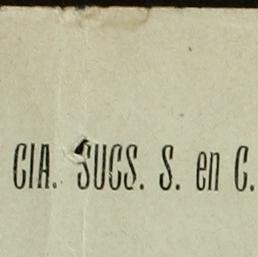 CIA. SUCS. S. en C.